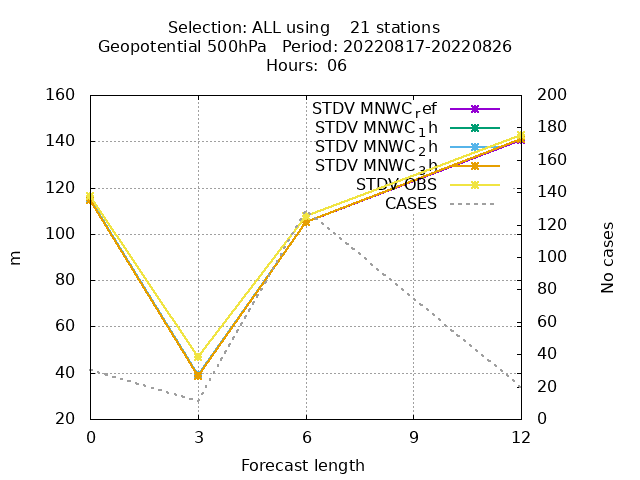 Selection: ALL using    21 stations
Geopotential 500hPa   Period: 20220817-20220826
Hours:  06
STDV MNWC_ref
STDV MNWC_1h
STDV MNWC_2h
STDV MNWC_3h
STDV OBS
CASES
160
140
120
100
80
60
40
20
m
200
180
160
140
120
100
80
60
40
20
0
No cases
0 3 6 9 12
Forecast length